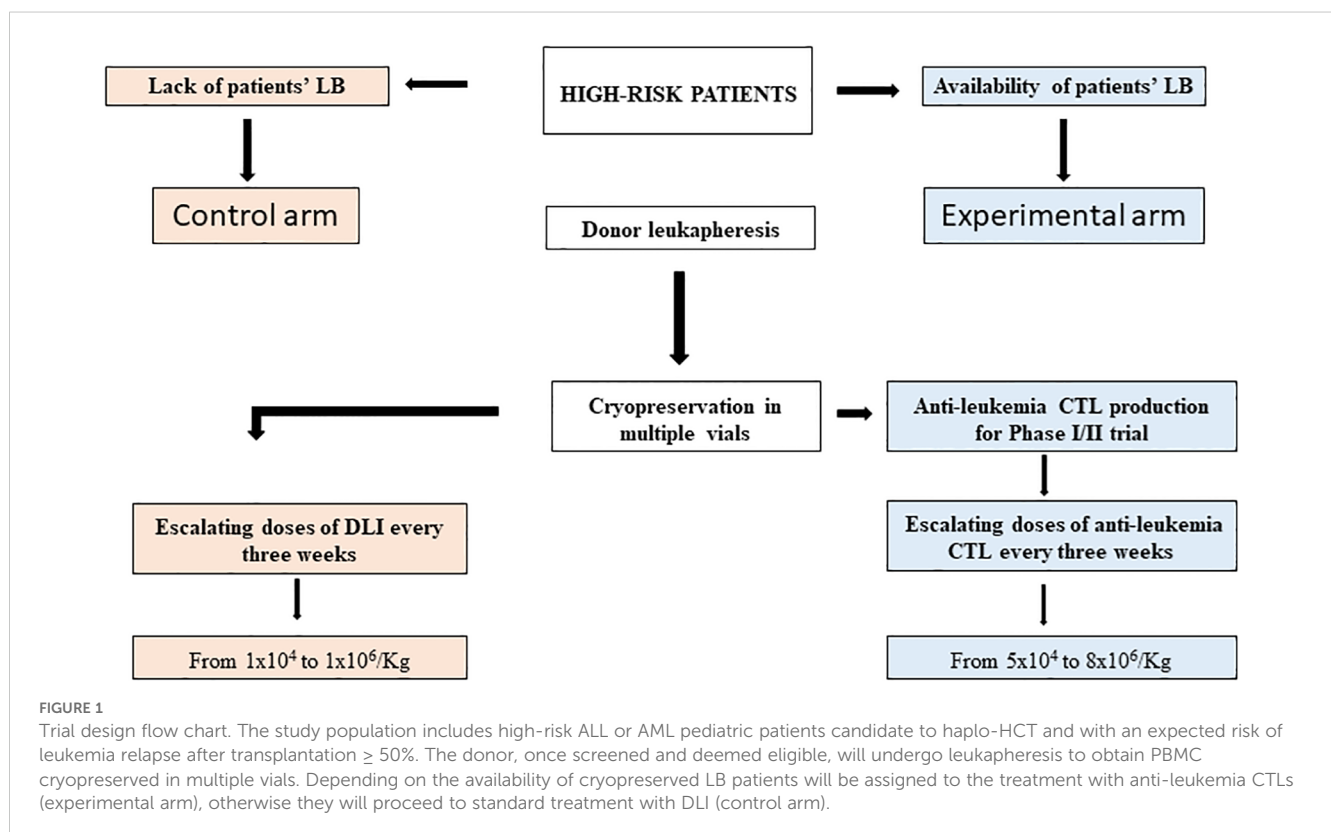 Lack of patients' LB
HIGH-RISK PATIENTS
Availability of patients' LB
Control arm
Experimental arm
Donor leukapheresis
Cryopreservation in
multiple vials
Anti-leukemia CTL production
for Phase I/II trial
Escalating doses of DLI every
three weeks
Escalating doses of anti-leukemia
CTL every three weeks
From 1x10⁴ to 1x10⁶/Kg
From 5x10⁴ to 8x10⁶/Kg
FIGURE 1
Trial design flow chart. The study population includes high-risk ALL or AML pediatric patients candidate to haplo-HCT and with an expected risk of
leukemia relapse after transplantation ≥ 50%. The donor, once screened and deemed eligible, will undergo leukapheresis to obtain PBMC
cryopreserved in multiple vials. Depending on the availability of cryopreserved LB patients will be assigned to the treatment with anti-leukemia CTLs
(experimental arm), otherwise they will proceed to standard treatment with DLI (control arm).